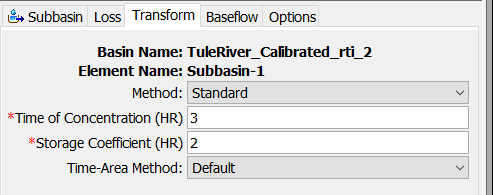 Subbasin Loss Transform Baseflow Options
Basin Name: TuleRiver_Calibrated_rti_2
Element Name: Subbasin-1
Method: Standard
*Time of Concentration (HR) 3
*Storage Coefficient (HR) 2
Time-Area Method: Default